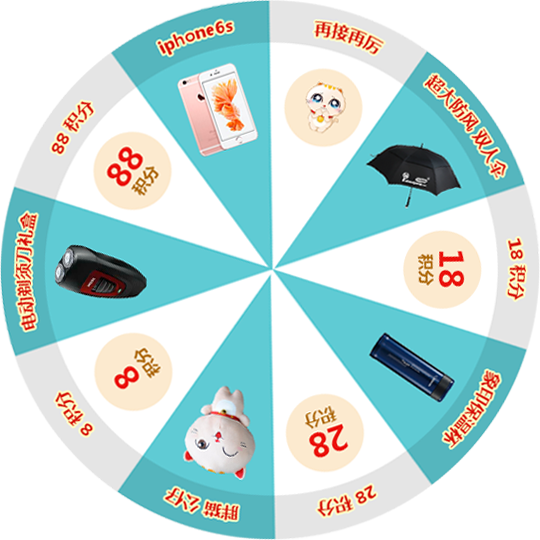 iphone6s
再接再厉
超大防风 双人伞
18 积分
18
积分
象印保温杯
28 积分
28
积分
胖猫 公仔
8 积分
8
积分
电动剃须刀礼盒
88 积分
88
积分